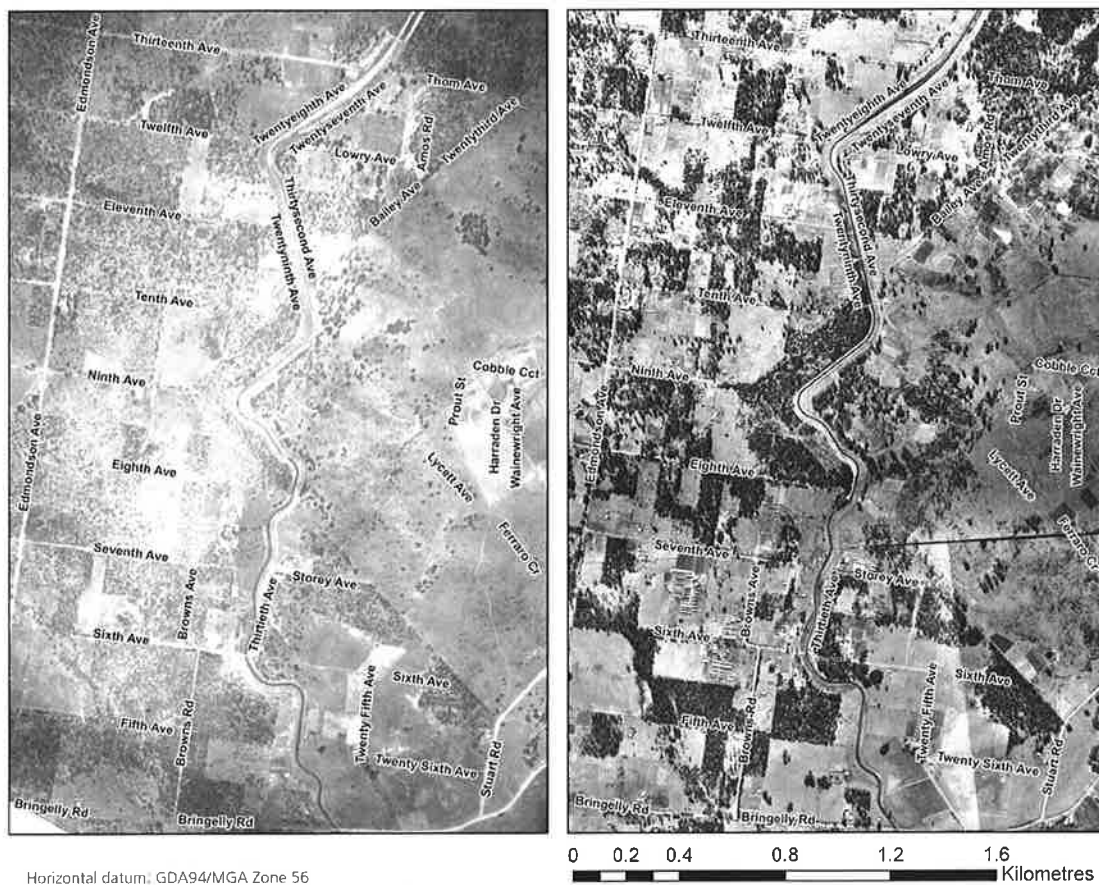 Edmondson Ave
Thirteenth Ave
Thom Ave
Twentyeighth Ave
Twentyseventh Ave
Twelfth Ave
Lowry Ave
Amos Rd
Twentythird Ave
Bailey Ave
Eleventh Ave
Thirtysecond Ave
Twentyninth Ave
Tenth Ave
Ninth Ave
Cobble Cct
Prout St
Harraden Dr
Wainewright Ave
Edmondson Ave
Eighth Ave
Lycett Ave
Ferraro Cr
Seventh Ave
Storey Ave
Browns Ave
Thirtieth Ave
Sixth Ave
Sixth Ave
Fifth Ave
Browns Rd
Twenty Fifth Ave
Twenty Sixth Ave
Stuart Rd
Bringelly Rd
Bringelly Rd
Thirteenth Ave
Thom Ave
Twentyeighth Ave
Twentyseventh Ave
Twelfth Ave
Lowry Ave
Amos Rd
Twentythird Ave
Bailey Ave
Eleventh Ave
Thirtysecond Ave
Twentyninth Ave
Tenth Ave
Ninth Ave
Cobble Cct
Prout St
Harraden Dr
Wainewright Ave
Edmondson Ave
Eighth Ave
Lycett Ave
Ferraro Cr
Seventh Ave
Storey Ave
Browns Ave
Thirtieth Ave
Sixth Ave
Sixth Ave
Fifth Ave
Browns Rd
Twenty Fifth Ave
Twenty Sixth Ave
Stuart Rd
Bringelly Rd
Bringelly Rd
Horizontal datum: GDA94/MGA Zone 56
0 0.2 0.4 0.8 1.2 1.6
Kilometres